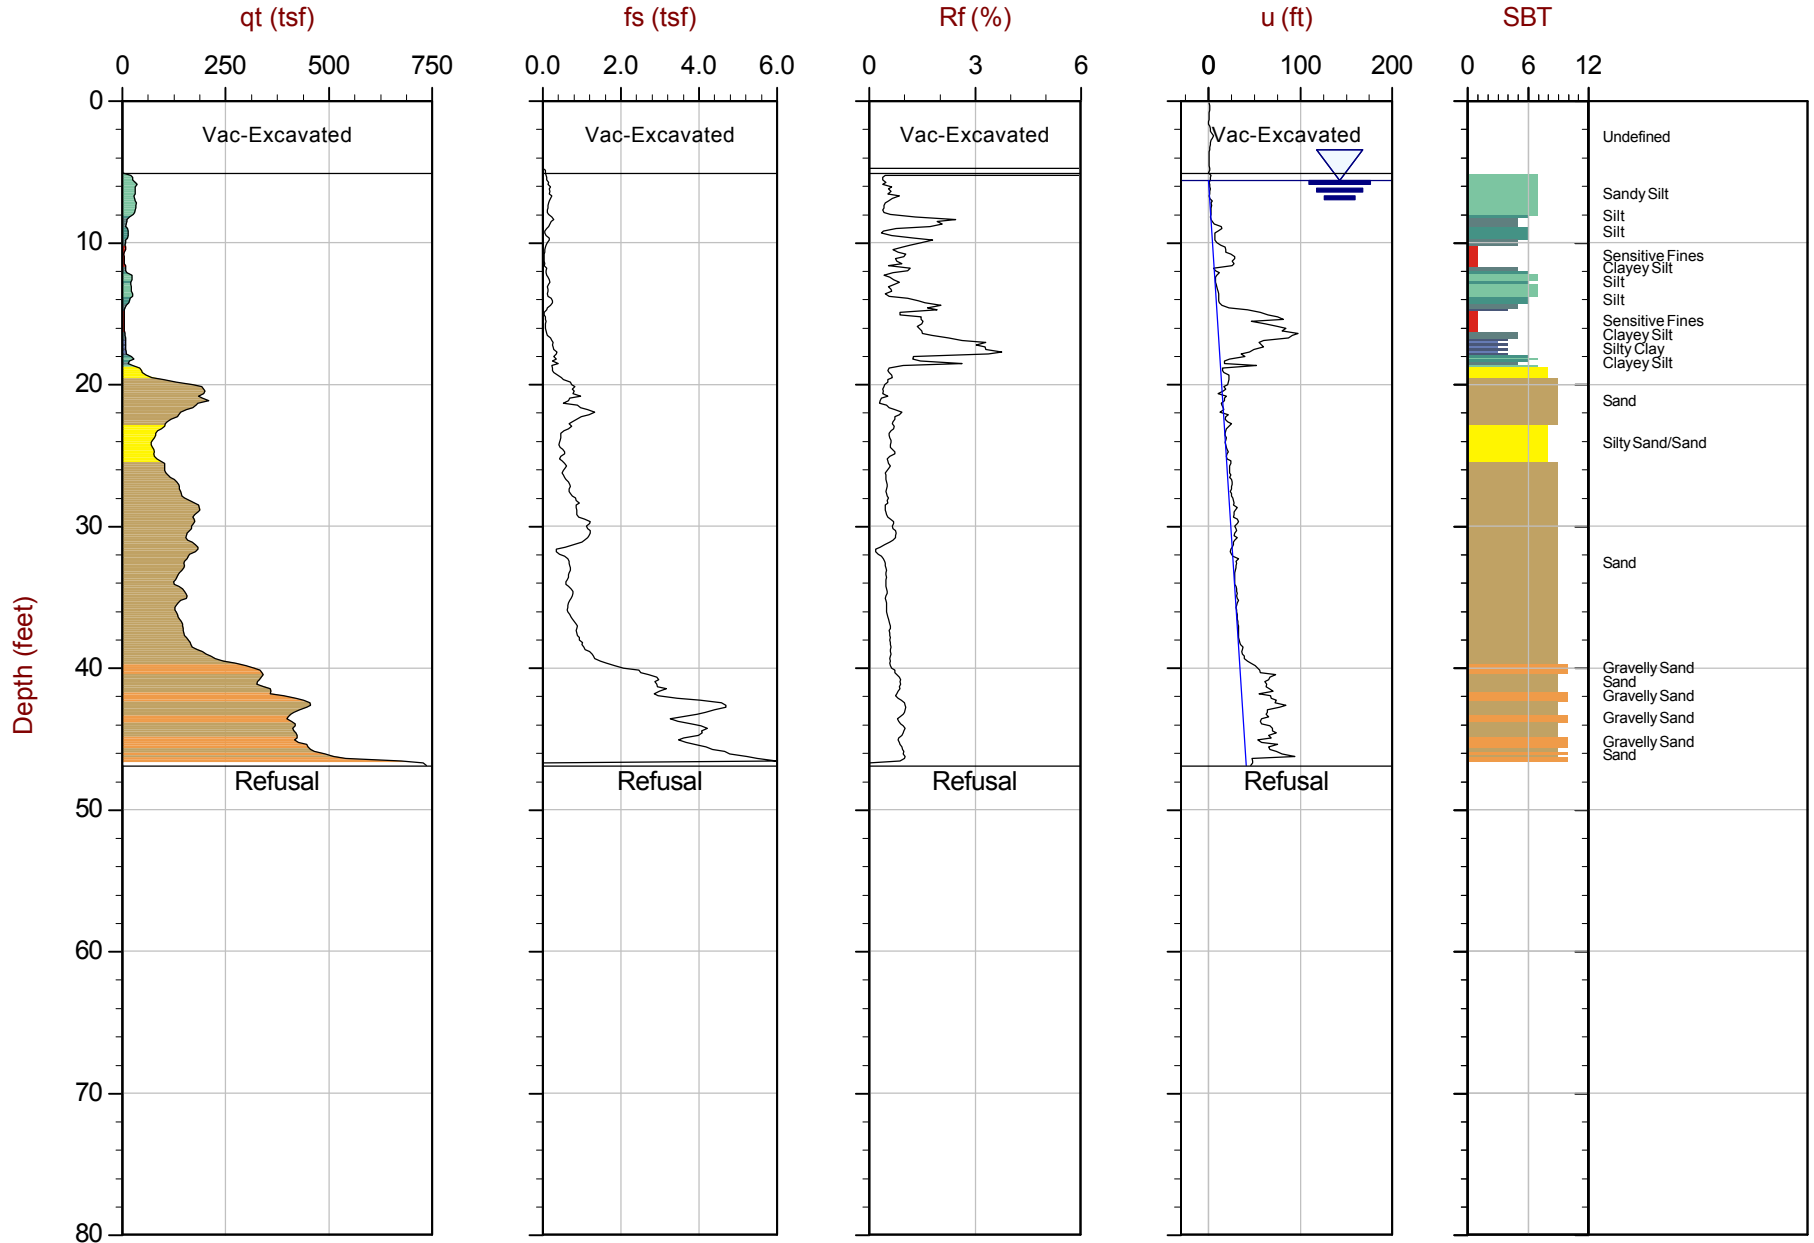 qt (tsf) fs (tsf) Rf (%) u (ft) SBT
0 250 500 750 0.0 2.0 4.0 6.0 0 3 6 0 100 200 0 6 12
0
Vac-Excavated Vac-Excavated Vac-Excavated Vac-Excavated Undefined
Sandy Silt
Silt
Silt
10
Sensitive Fines
Clayey Silt
Silt
Silt
Sensitive Fines
Clayey Silt
Silty Clay
Clayey Silt
20
Sand
Silty Sand/Sand
30
Sand
Depth (feet)
40 Gravelly Sand
Sand
Gravelly Sand
Gravelly Sand
Gravelly Sand
Sand
Refusal Refusal Refusal Refusal
50
60
70
80